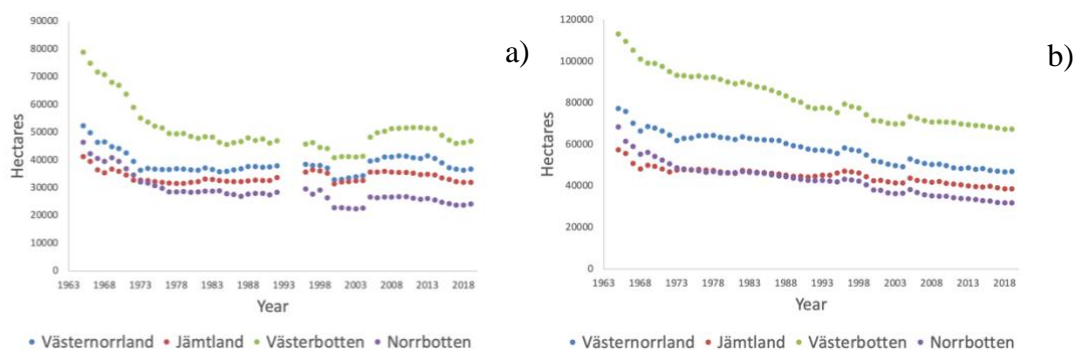 90000
80000
70000
60000
50000
40000
30000
20000
10000
0
Hectares
1963 1968 1973 1978 1983 1988 1993 1998 2003 2008 2013 2018
Year
Västernorrland Jämtland Västerbotten Norrbotten
a)
120000
100000
80000
60000
40000
20000
0
Hectares
1963 1968 1973 1978 1983 1988 1993 1998 2003 2008 2013 2018
Year
Västernorrland Jämtland Västerbotten Norrbotten
b)